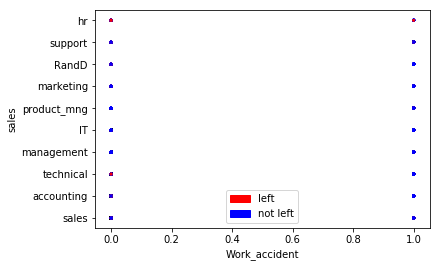 hr
support
RandD
marketing
product_mng
IT
management
technical
accounting
sales
sales
left
not left
0.0 0.2 0.4 0.6 0.8 1.0
Work_accident